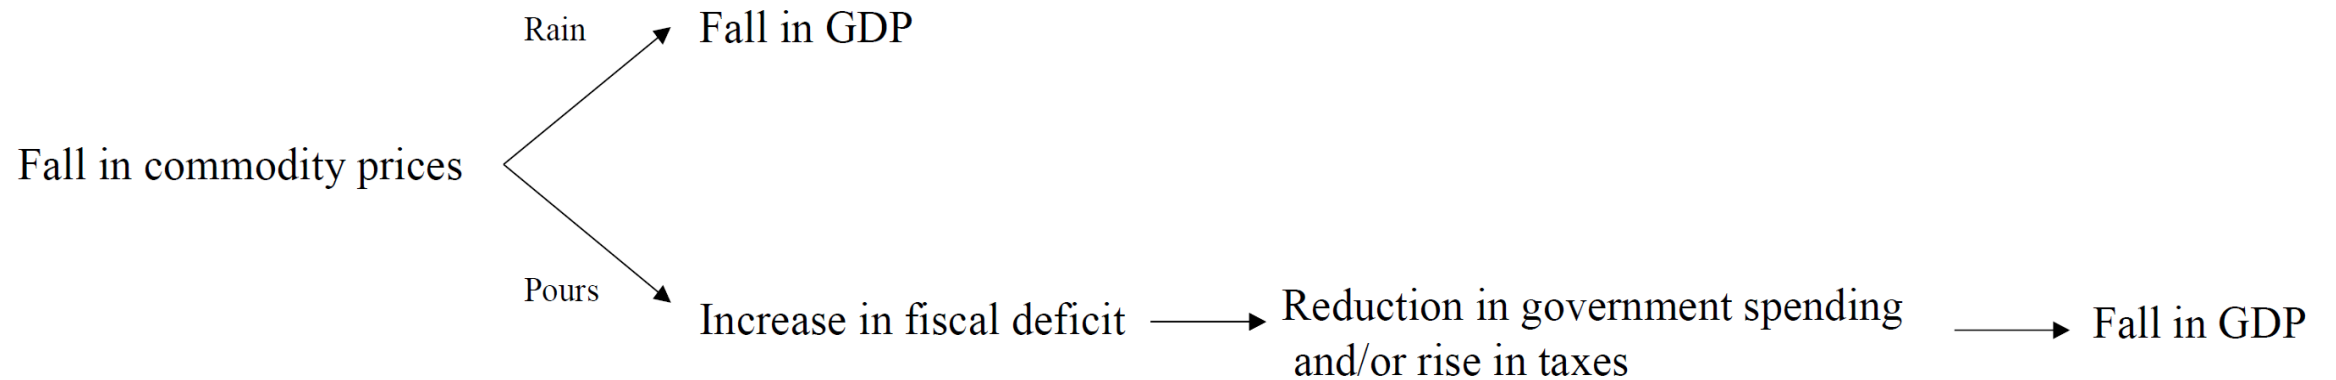 Rain
Fall in GDP
Fall in commodity prices
Pours
Increase in fiscal deficit
Reduction in government spending
and/or rise in taxes
Fall in GDP